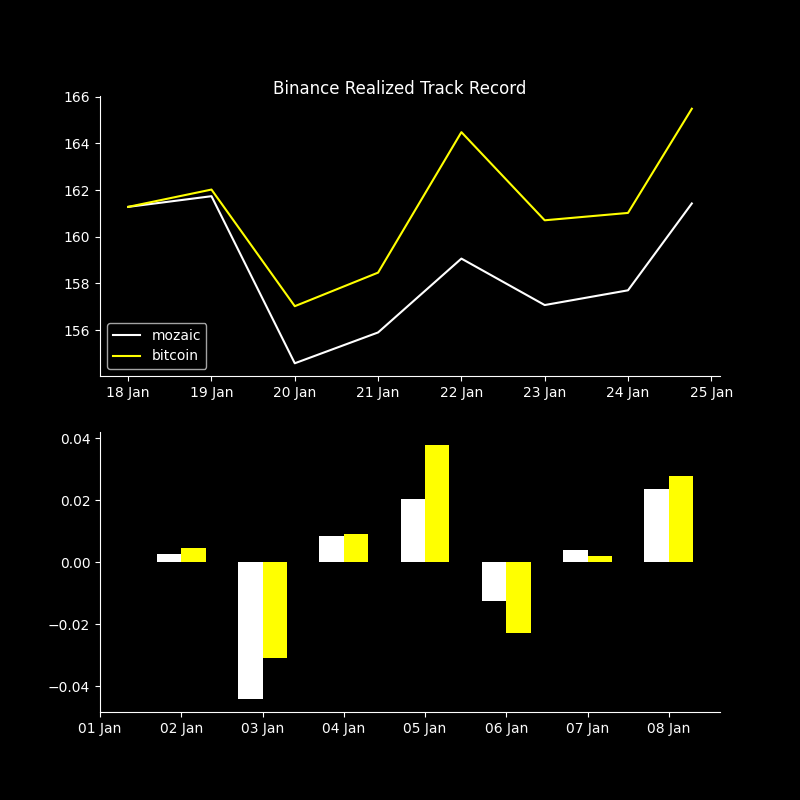 Binance Realized Track Record
166
164
162
160
158
156
mozaic
bitcoin
18 Jan 19 Jan 20 Jan 21 Jan 22 Jan 23 Jan 24 Jan 25 Jan
0.04
0.02
0.00
−0.02
−0.04
01 Jan 02 Jan 03 Jan 04 Jan 05 Jan 06 Jan 07 Jan 08 Jan